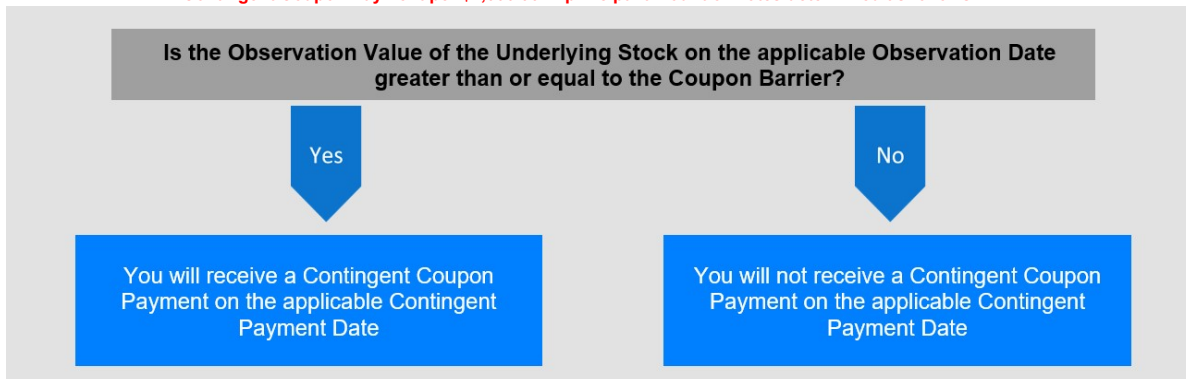 Is the Observation Value of the Underlying Stock on the applicable Observation Date
greater than or equal to the Coupon Barrier?
Yes
No
You will receive a Contingent Coupon
Payment on the applicable Contingent
Payment Date
You will not receive a Contingent Coupon
Payment on the applicable Contingent
Payment Date